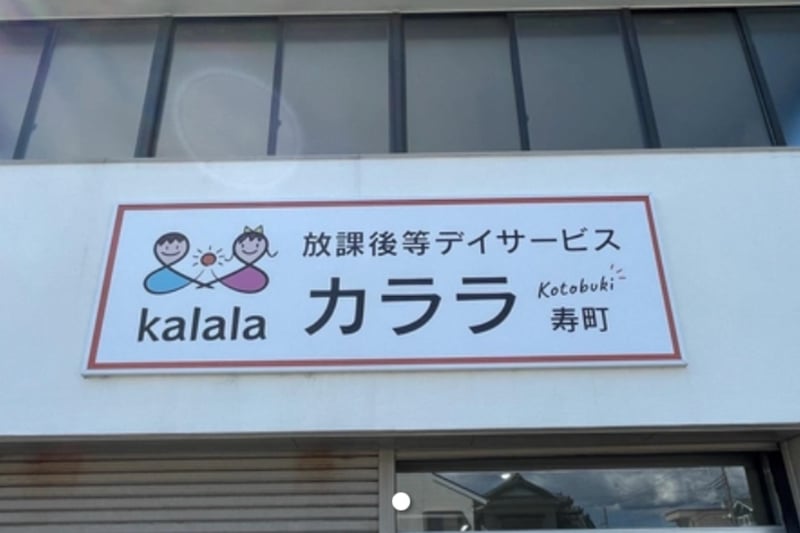 放課後等デイサービス
kalala
カララ
Kotobuki
寿町